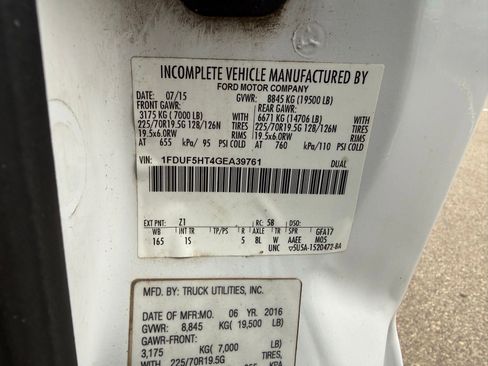 INCOMPLETE VEHICLE MANUFACTURED BY
FORD MOTOR COMPANY
DATE: 07/15 GVWR: 8845 KG (19500 LB)
FRONT GAWR: REAR GAWR:
3175 KG (7000 LB) 6671 KG (14706 LB)
225/70R19.5G 128/126N TIRES 225/70R19.5G 128/126N TIRES
19.5x6.0RW RIMS 19.5x6.0RW RIMS
AT 655 kPa/ 95 PSI COLD AT 760 kPa/110 PSI COLD
VIN: 1FDUF5HT4GEA39761 DUAL
EXT PNT: Z1 RC: 58 DSO:
WB INT TR TP/PS R AXLE TR SPR GFA17
165 1S 5 8L W AAEE M05
UNC 5U5A-1520472-BA
MFD BY: TRUCK UTILITIES, INC.
DATE OF MFR:MO. 06 YR. 2016
GVWR: 8,845 KG( 19,500 LB)
GAWR-FRONT:
3,175 KG( 7,000 LB)
WITH 225/70R19.5G TIRES,
KPA